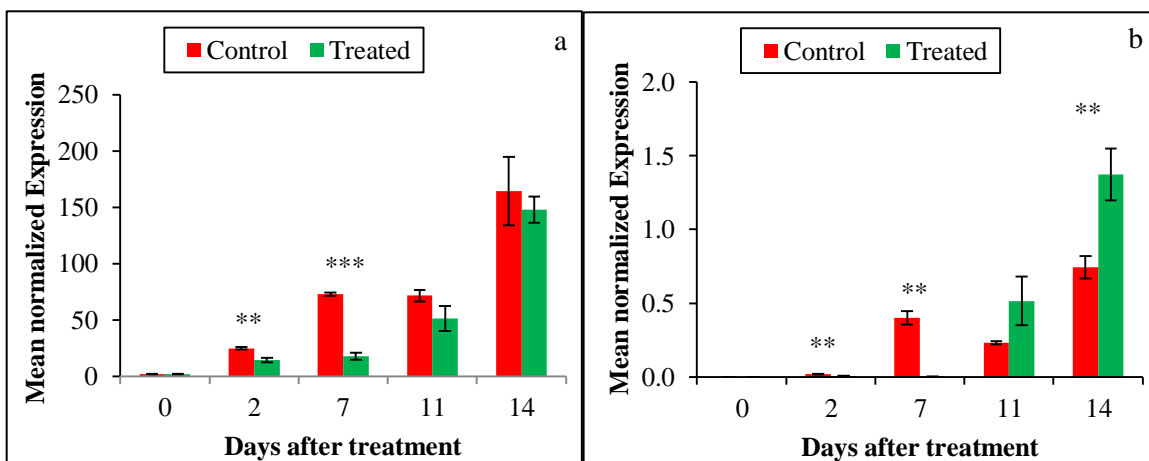 Control Treated
a
Mean normalized Expression
250
200
150
100
50
0
**
***
0 2 7 11 14
Days after treatment
Control Treated
b
Mean normalized Expression
2.0
1.5
1.0
0.5
0.0
**
**
**
0 2 7 11 14
Days after treatment